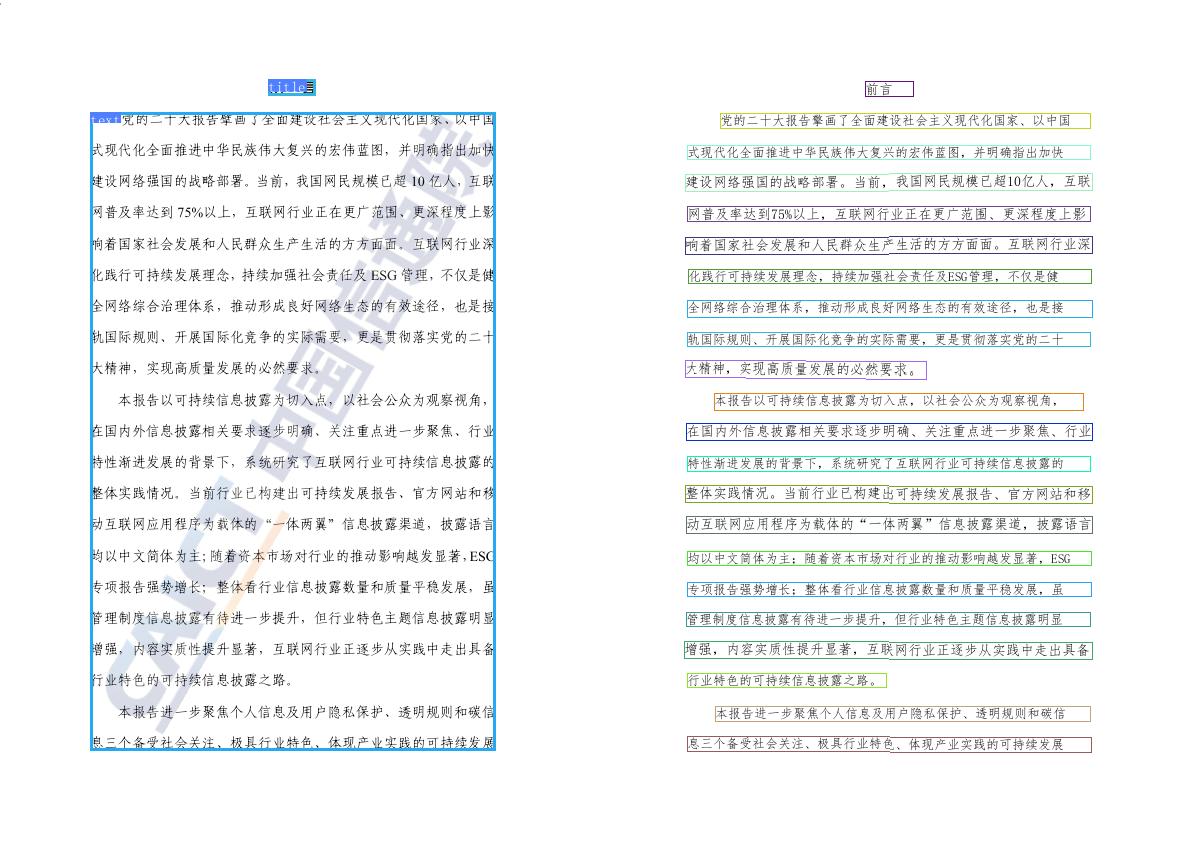 title
text党的二十大报告擘画了全面建设社会主义现代化国家、以中国
式现代化全面推进中华民族伟大复兴的宏伟蓝图，并明确指出加快
建设网络强国的战略部署。当前，我国网民规模已超 10 亿人，互联
网普及率达到 75%以上，互联网行业正在更广范围、更深程度上影
响着国家社会发展和人民群众生产生活的方方面面。互联网行业深
化践行可持续发展理念，持续加强社会责任及 ESG 管理，不仅是健
全网络综合治理体系，推动形成良好网络生态的有效途径，也是接
轨国际规则、开展国际化竞争的实际需要，更是贯彻落实党的二十
大精神，实现高质量发展的必然要求。
本报告以可持续信息披露为切入点，以社会公众为观察视角，
在国内外信息披露相关要求逐步明确、关注重点进一步聚焦、行业
特性渐进发展的背景下，系统研究了互联网行业可持续信息披露的
整体实践情况。当前行业已构建出可持续发展报告、官方网站和移
动互联网应用程序为载体的“一体两翼”信息披露渠道，披露语言
均以中文简体为主；随着资本市场对行业的推动影响越发显著，ESG
专项报告强势增长；整体看行业信息披露数量和质量平稳发展，虽
管理制度信息披露有待进一步提升，但行业特色主题信息披露明显
增强，内容实质性提升显著，互联网行业正逐步从实践中走出具备
行业特色的可持续信息披露之路。
本报告进一步聚焦个人信息及用户隐私保护、透明规则和碳信
息三个备受社会关注、极具行业特色、体现产业实践的可持续发展
CAICT 中国信通院
前言
党的二十大报告擘画了全面建设社会主义现代化国家、以中国
式现代化全面推进中华民族伟大复兴的宏伟蓝图，并明确指出加快
建设网络强国的战略部署。当前，我国网民规模已超10亿人，互联
网普及率达到75%以上，互联网行业正在更广范围、更深程度上影
响着国家社会发展和人民群众生产生活的方方面面。互联网行业深
化践行可持续发展理念，持续加强社会责任及ESG管理，不仅是健
全网络综合治理体系，推动形成良好网络生态的有效途径，也是接
轨国际规则、开展国际化竞争的实际需要，更是贯彻落实党的二十
大精神，实现高质量发展的必然要求。
本报告以可持续信息披露为切入点，以社会公众为观察视角，
在国内外信息披露相关要求逐步明确、关注重点进一步聚焦、行业
特性渐进发展的背景下，系统研究了互联网行业可持续信息披露的
整体实践情况。当前行业已构建出可持续发展报告、官方网站和移
动互联网应用程序为载体的“一体两翼”信息披露渠道，披露语言
均以中文简体为主；随着资本市场对行业的推动影响越发显著，ESG
专项报告强势增长；整体看行业信息披露数量和质量平稳发展，虽
管理制度信息披露有待进一步提升，但行业特色主题信息披露明显
增强，内容实质性提升显著，互联网行业正逐步从实践中走出具备
行业特色的可持续信息披露之路。
本报告进一步聚焦个人信息及用户隐私保护、透明规则和碳信
息三个备受社会关注、极具行业特色、体现产业实践的可持续发展